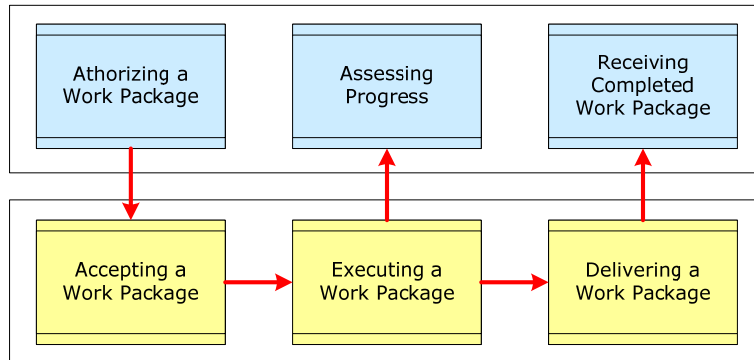 Athorizing a
Work Package
Assessing
Progress
Receiving
Completed
Work Package
Accepting a
Work Package
Executing a
Work Package
Delivering a
Work Package